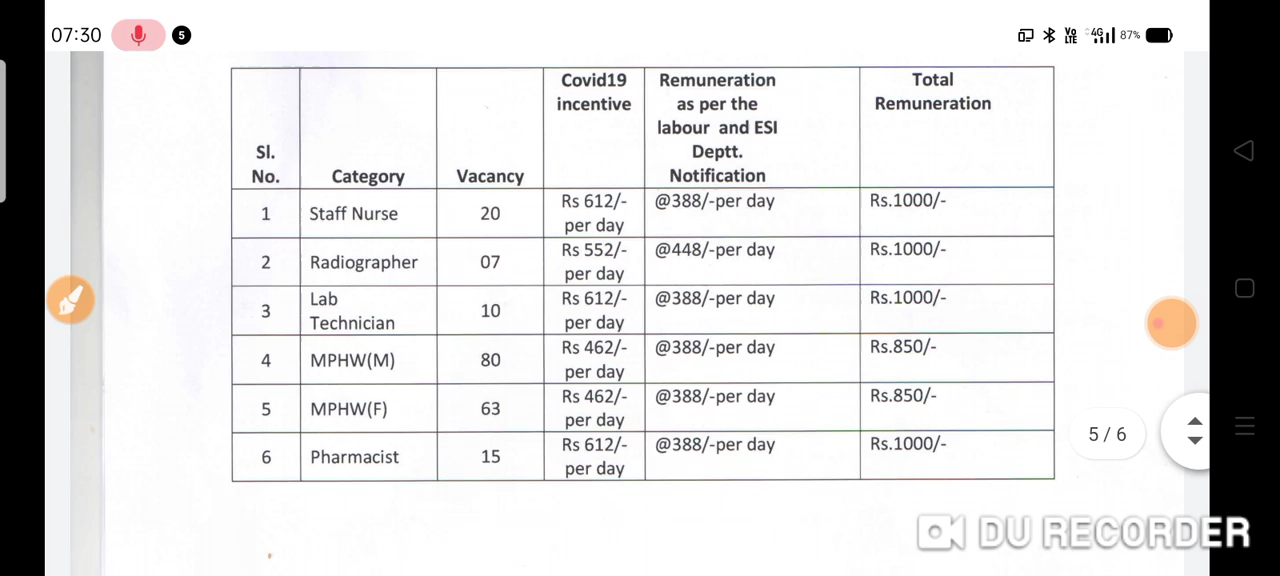 07:30
5
Vo
LTE
4G
87%
Sl. No. Category Vacancy Covid19 incentive Remuneration as per the labour and ESI Deptt. Notification Total Remuneration
1 Staff Nurse 20 Rs 612/- per day @388/-per day Rs.1000/-
2 Radiographer 07 Rs 552/- per day @448/-per day Rs.1000/-
3 Lab Technician 10 Rs 612/- per day @388/-per day Rs.1000/-
4 MPHW(M) 80 Rs 462/- per day @388/-per day Rs.850/-
5 MPHW(F) 63 Rs 462/- per day @388/-per day Rs.850/-
6 Pharmacist 15 Rs 612/- per day @388/-per day Rs.1000/-
5 / 6
DU RECORDER